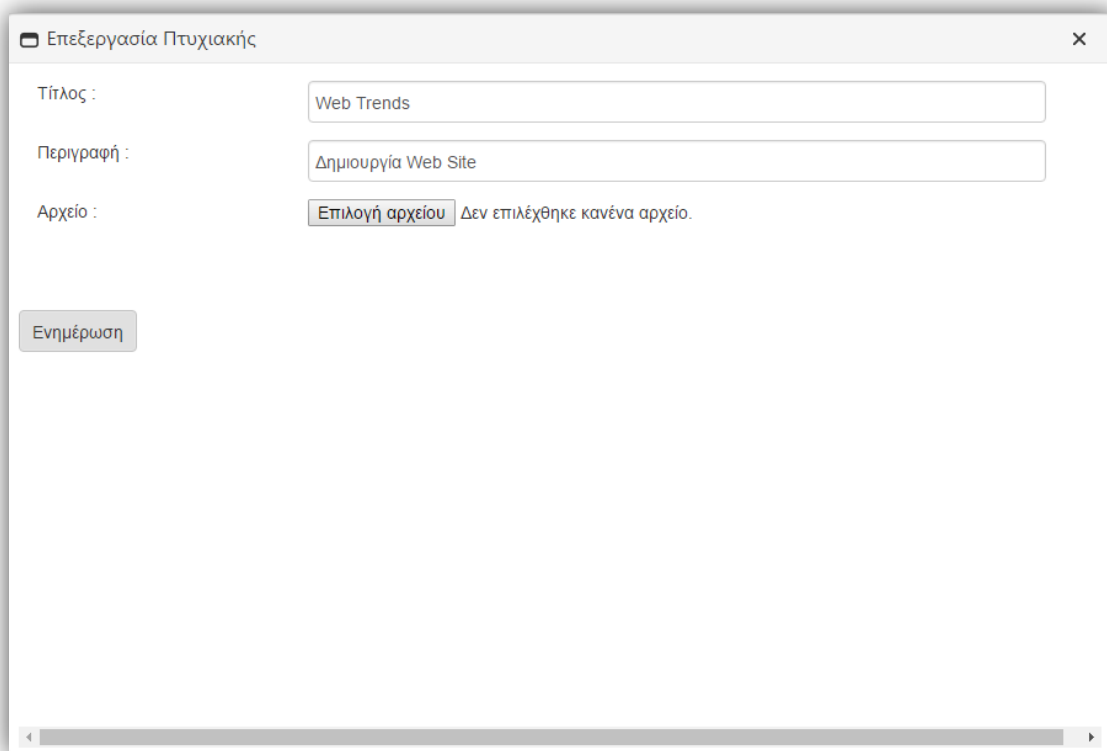 Επεξεργασία Πτυχιακής
Τίτλος : Web Trends
Περιγραφή : Δημιουργία Web Site
Αρχείο : Επιλογή αρχείου Δεν επιλέχθηκε κανένα αρχείο.
Ενημέρωση